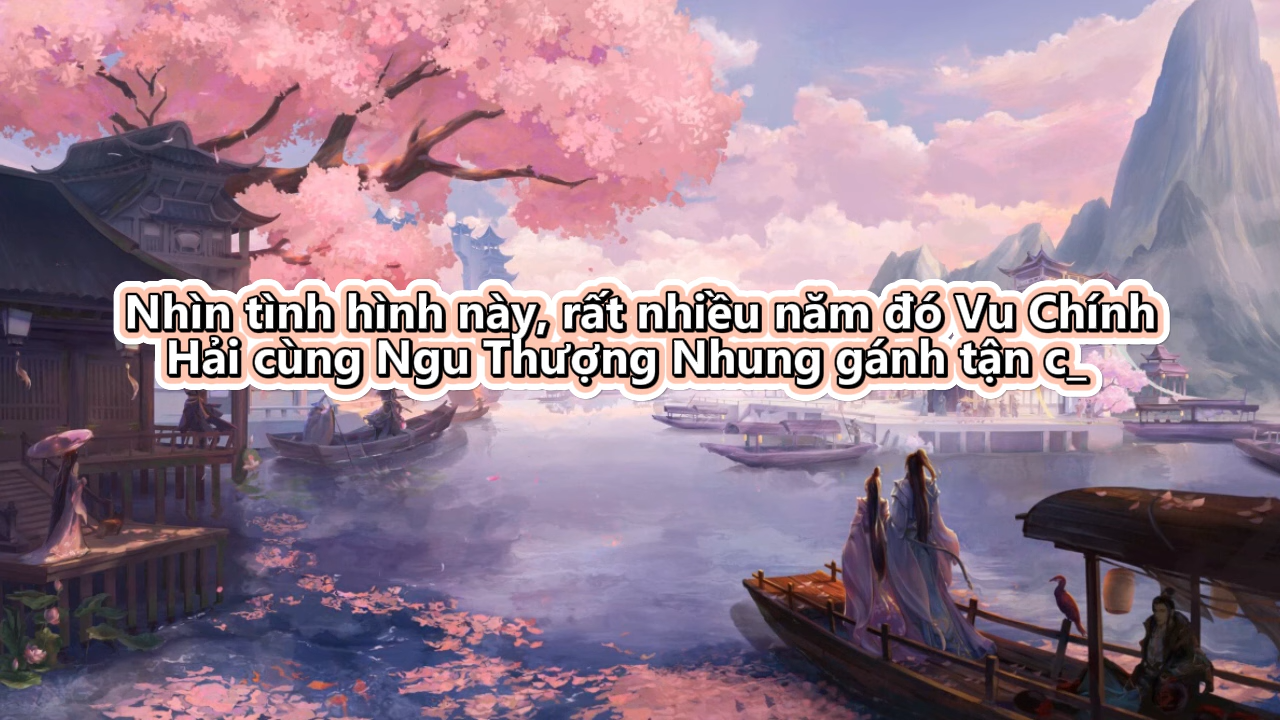 Nhìn tình hình này, rất nhiều năm đó Vu Chính
Hải cùng Ngu Thượng Nhung gánh tận c_